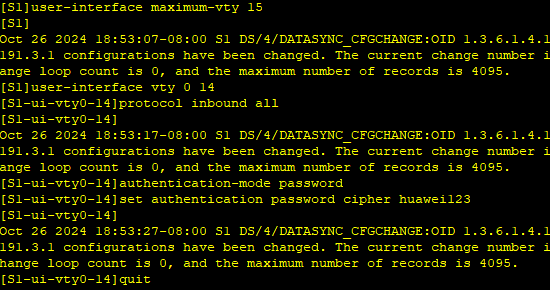 [S1]user-interface maximum-vty 15
[S1]
Oct 26 2024 18:53:07-08:00 S1 DS/4/DATASYNC_CFGCHANGE:OID 1.3.6.1.4.1
191.3.1 configurations have been changed. The current change number i
ange loop count is 0, and the maximum number of records is 4095.
[S1]user-interface vty 0 14
[S1-ui-vty0-14]protocol inbound all
[S1-ui-vty0-14]
Oct 26 2024 18:53:17-08:00 S1 DS/4/DATASYNC_CFGCHANGE:OID 1.3.6.1.4.1
191.3.1 configurations have been changed. The current change number i
ange loop count is 0, and the maximum number of records is 4095.
[S1-ui-vty0-14]authentication-mode password
[S1-ui-vty0-14]set authentication password cipher huawei123
[S1-ui-vty0-14]
Oct 26 2024 18:53:27-08:00 S1 DS/4/DATASYNC_CFGCHANGE:OID 1.3.6.1.4.1
191.3.1 configurations have been changed. The current change number i
hange loop count is 0, and the maximum number of records is 4095.
[S1-ui-vty0-14]quit